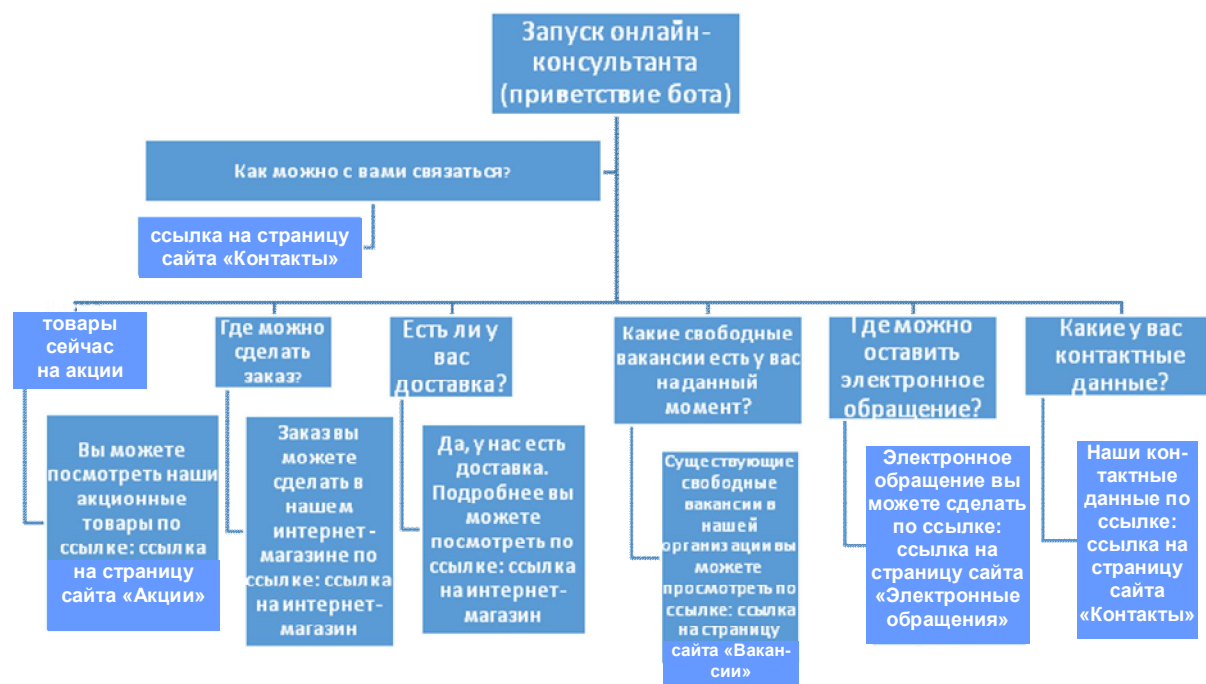 Запуск онлайн-
консультанта
(приветствие бота)
Как можно с вами связаться?
ссылка на страницу
сайта «Контакты»
товары
сейчас
на акции
Где можно
сделать
заказ?
Есть ли у
вас
доставка?
Какие свободные
вакансии есть у вас
на данный
момент?
Где можно
оставить
электронное
обращение?
Какие у вас
контактные
данные?
Вы можете
посмотреть наши
акционные
товары по
ссылке: ссылка
на страницу
сайта «Акции»
Заказ вы
можете
сделать в
нашем
интернет-
магазине по
ссылке: ссылка
на интернет-
магазин
Да, у нас есть
доставка.
Подробнее вы
можете
посмотреть по
ссылке: ссылка
на интернет-
магазин
Существующие
свободные
вакансии в
нашей
организации вы
можете
просмотреть по
ссылке: ссылка
на страницу
сайта «Вакан-
сии»
Электронное
обращение вы
можете сделать
по ссылке:
ссылка на
страницу сайта
«Электронные
обращения»
Наши кон-
тактные
данные по
ссылке:
ссылка на
страницу
сайта
«Контакты»